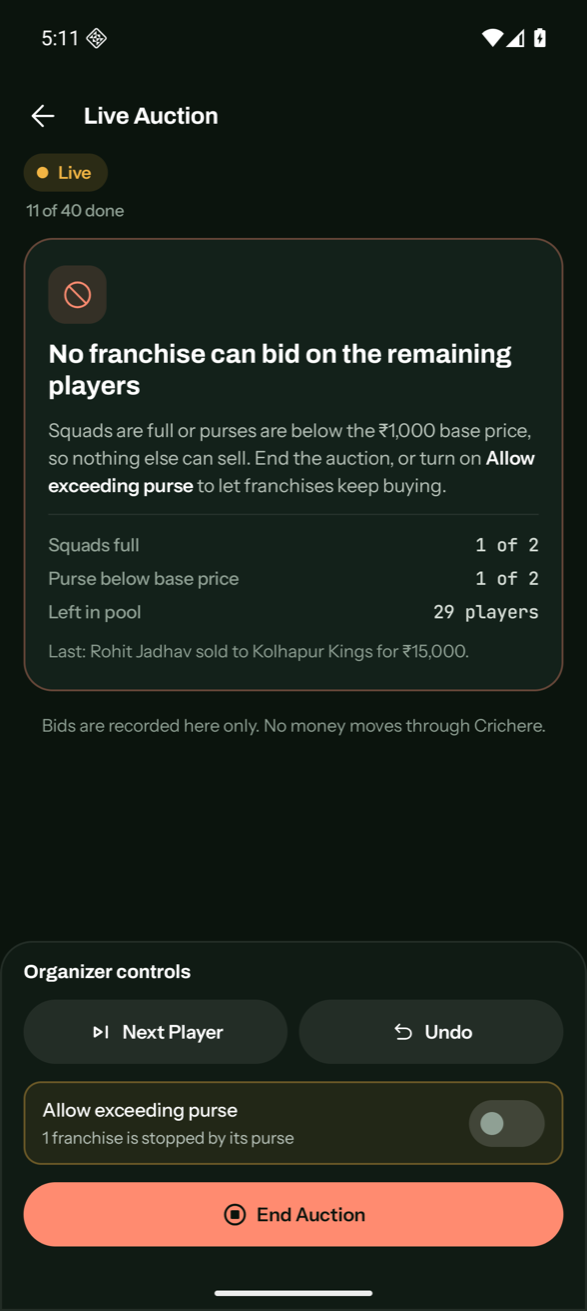 5:11
Live Auction
Live
11 of 40 done
No franchise can bid on the remaining
players
Squads are full or purses are below the ₹1,000 base price,
so nothing else can sell. End the auction, or turn on Allow
exceeding purse to let franchises keep buying.
Squads full 1 of 2
Purse below base price 1 of 2
Left in pool 29 players
Last: Rohit Jadhav sold to Kolhapur Kings for ₹15,000.
Bids are recorded here only. No money moves through Crichere.
Organizer controls
Next Player Undo
Allow exceeding purse
1 franchise is stopped by its purse
End Auction